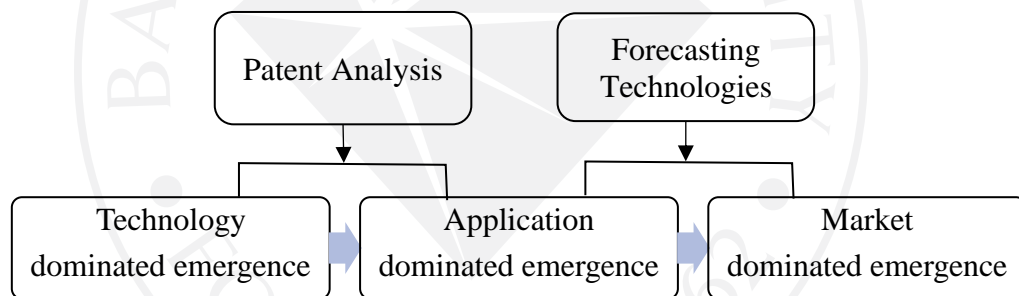 Patent Analysis
Forecasting
Technologies
Technology
dominated emergence
Application
dominated emergence
Market
dominated emergence